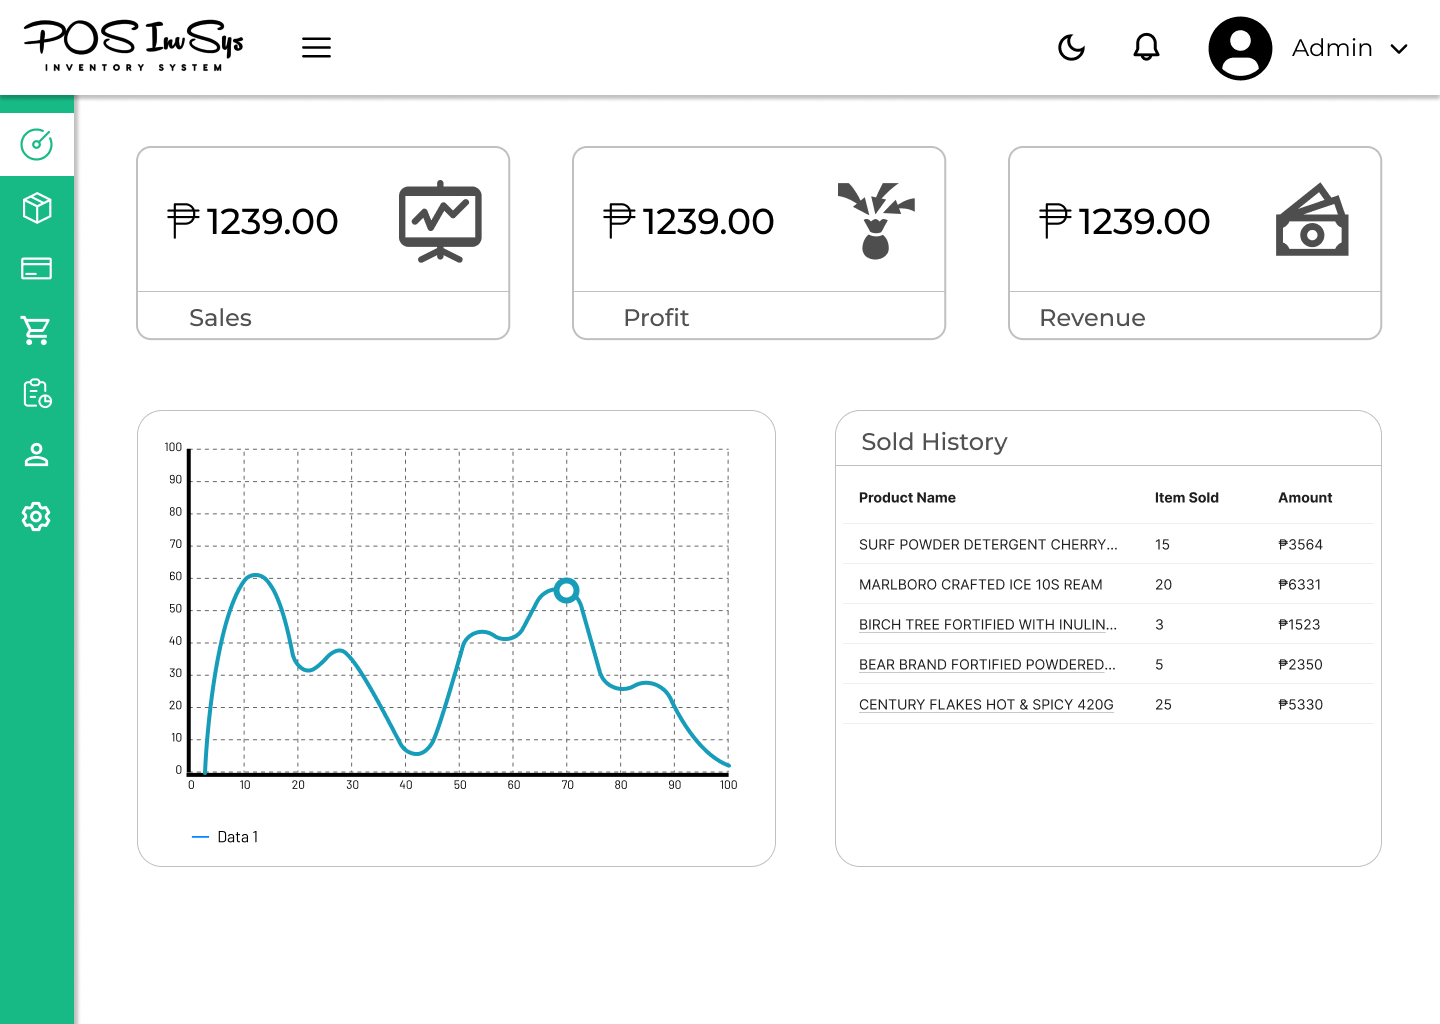 POS InvSys
INVENTORY SYSTEM
Admin
₱ 1239.00
Sales
₱ 1239.00
Profit
₱ 1239.00
Revenue
100
90
80
70
60
50
40
30
20
10
0
0 10 20 30 40 50 60 70 80 90 100
Data 1
Sold History
Product Name Item Sold Amount
SURF POWDER DETERGENT CHERRY... 15 ₱3564
MARLBORO CRAFTED ICE 10S REAM 20 ₱6331
BIRCH TREE FORTIFIED WITH INULIN... 3 ₱1523
BEAR BRAND FORTIFIED POWDERED... 5 ₱2350
CENTURY FLAKES HOT & SPICY 420G 25 ₱5330